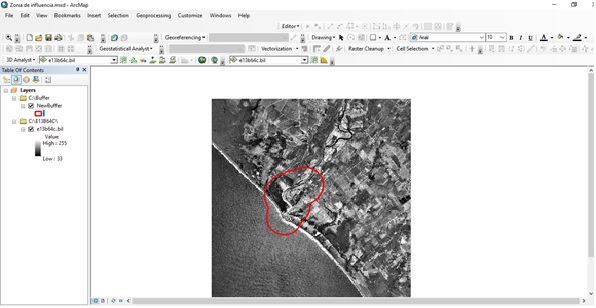 Zona de influencia.mxd - ArcMap
File Edit View Bookmarks Insert Selection Geoprocessing Customize Windows Help
Editor
Georeferencing Drawing A Arial 10 B I U A
Geostatistical Analyst Vectorization Raster Cleanup Cell Selection
3D Analyst e13b64c.bil e13b64c.bil
Table Of Contents
Layers
C:\Buffer
NewBufffer
C:\E13B64C\
e13b64c.bil
Value
High : 255
Low : 33